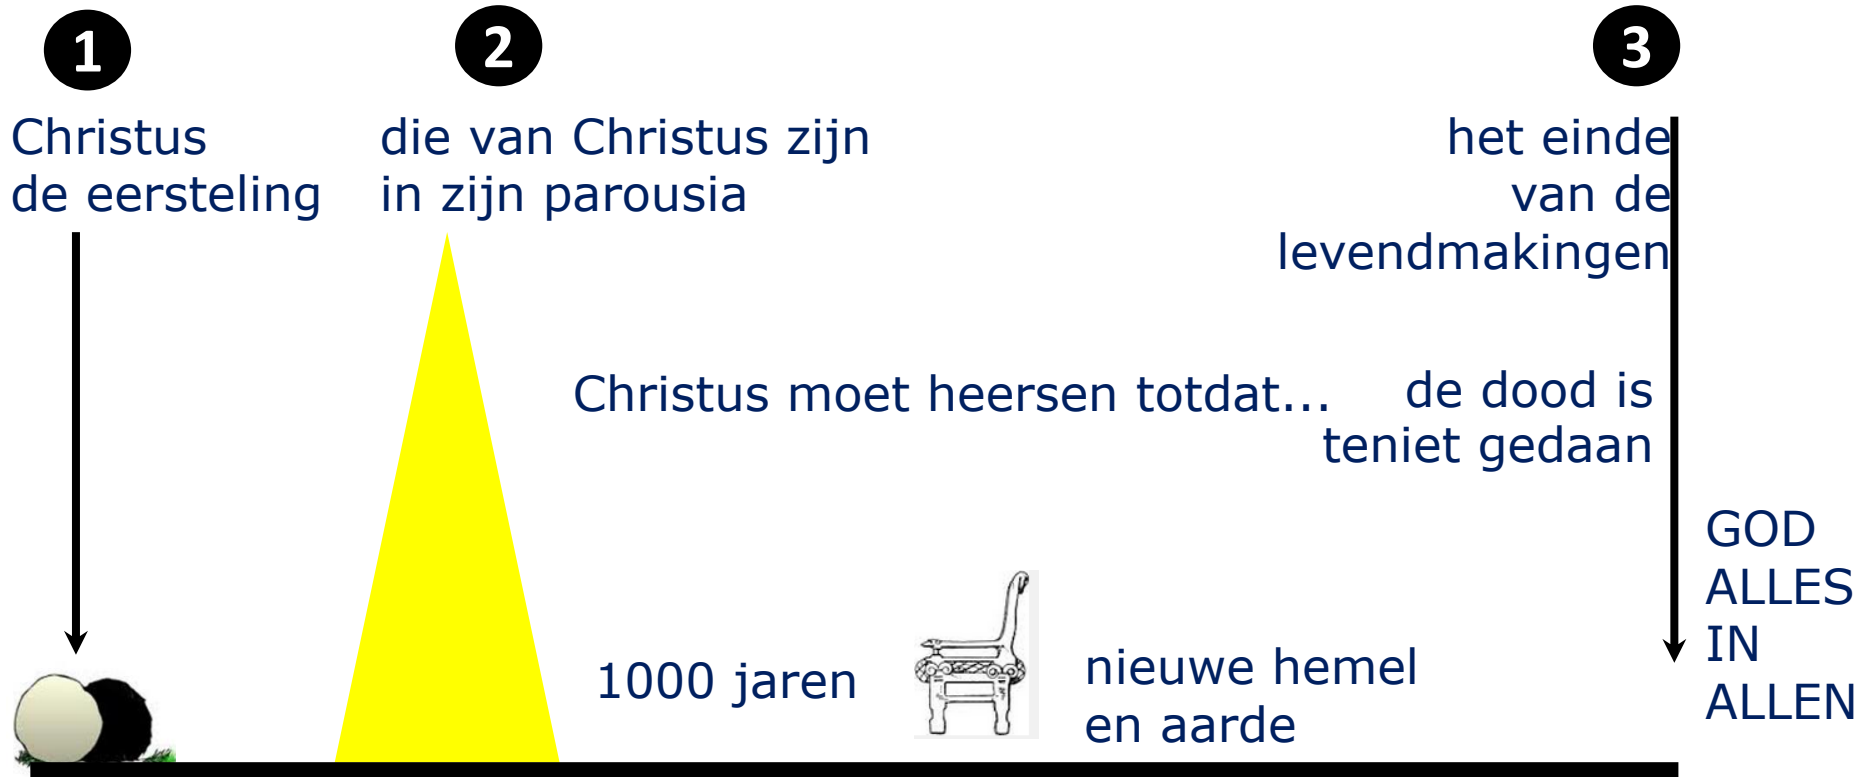 1
Christus
de eersteling
2
die van Christus zijn
in zijn parousia
3
het einde
van de
levendmakingen
Christus moet heersen totdat...
de dood is
teniet gedaan
1000 jaren
nieuwe hemel
en aarde
GOD
ALLES
IN
ALLEN